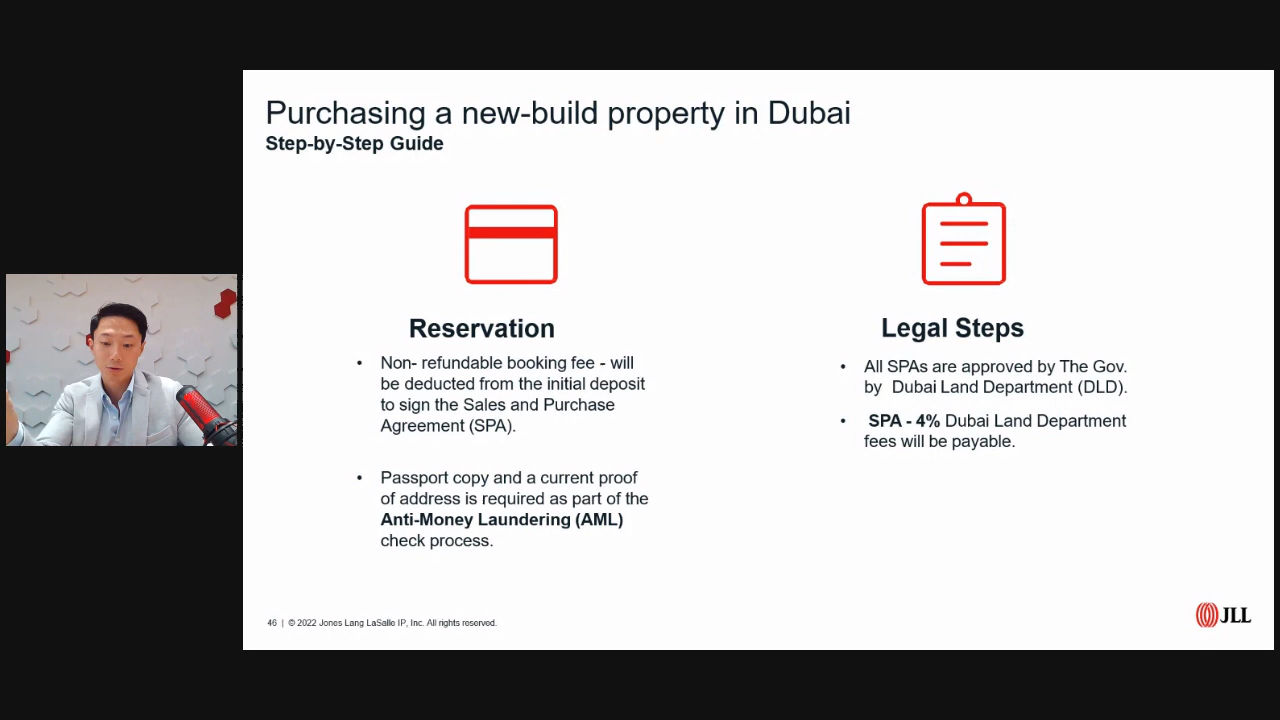 Purchasing a new-build property in Dubai
Step-by-Step Guide
Reservation
• Non- refundable booking fee - will
be deducted from the initial deposit
to sign the Sales and Purchase
Agreement (SPA).
• Passport copy and a current proof
of address is required as part of the
Anti-Money Laundering (AML)
check process.
Legal Steps
• All SPAs are approved by The Gov.
by Dubai Land Department (DLD).
• SPA - 4% Dubai Land Department
fees will be payable.
46 | © 2022 Jones Lang LaSalle IP, Inc. All rights reserved.
JLL